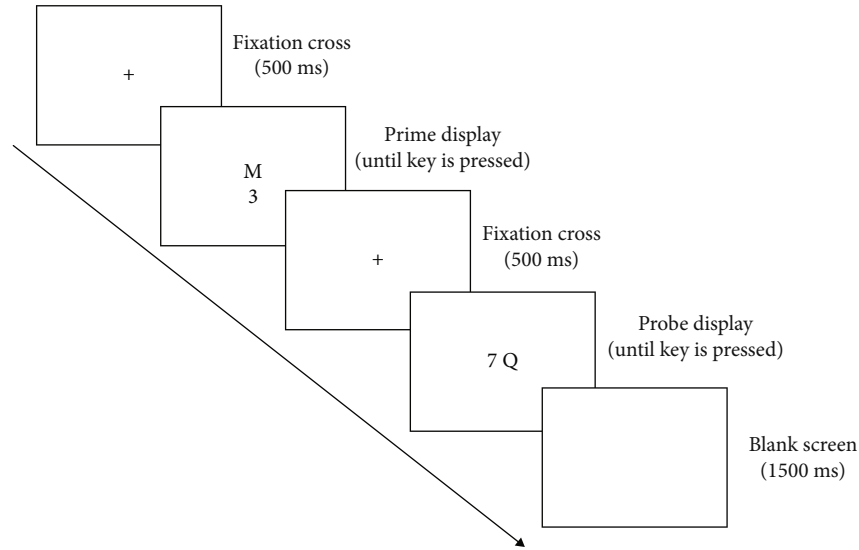 +
Fixation cross
(500 ms)
M
3
Prime display
(until key is pressed)
+
Fixation cross
(500 ms)
7 Q
Probe display
(until key is pressed)
Blank screen
(1500 ms)